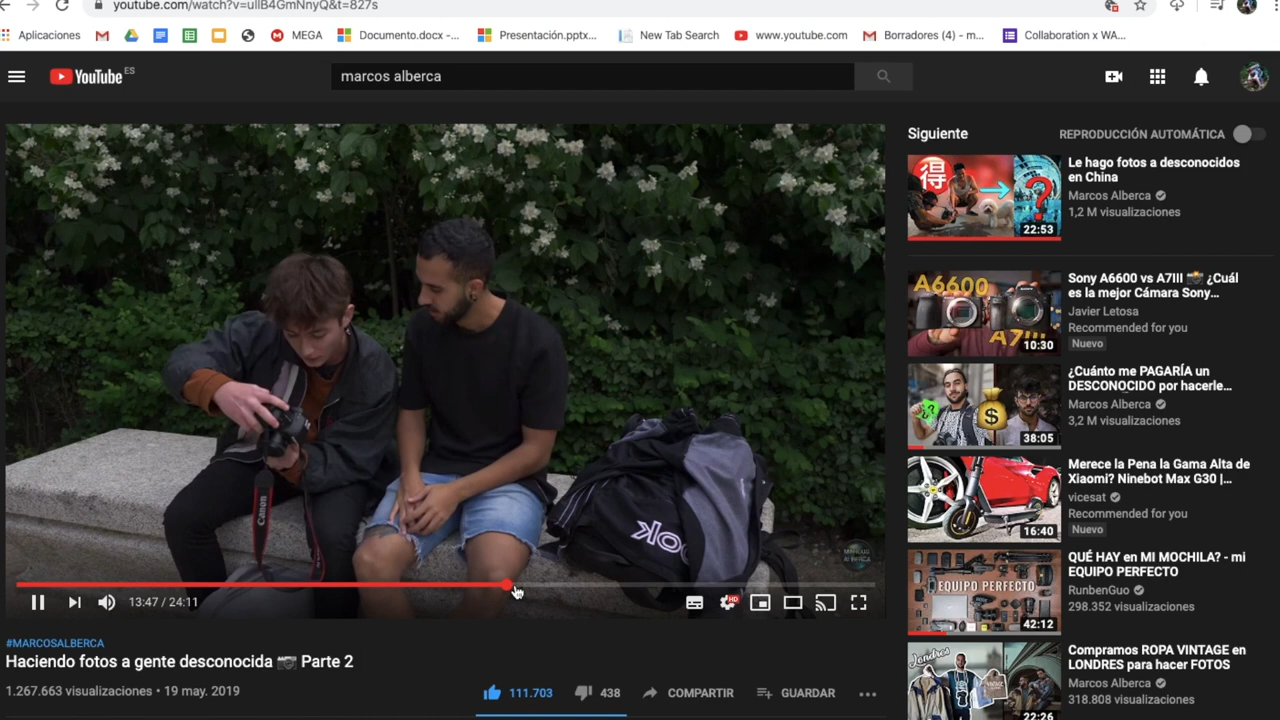 youtube.com/watch?v=ullB4GmNnyQ&t=827s
Aplicaciones
MEGA
Documento.docx -...
Presentación.pptx...
New Tab Search
www.youtube.com
Borradores (4) - m...
Collaboration x WA...
YouTube ES
marcos alberca
Siguiente
REPRODUCCIÓN AUTOMÁTICA
得
22:53
Le hago fotos a desconocidos
en China
Marcos Alberca
1,2 M visualizaciones
A6600
A7III
10:30
Sony A6600 vs A7III 📸 ¿Cuál
es la mejor Cámara Sony...
Javier Letosa
Recommended for you
Nuevo
¿?
$
38:05
¿Cuánto me PAGARÍA un
DESCONOCIDO por hacerle...
Marcos Alberca
3,2 M visualizaciones
16:40
Merece la Pena la Gama Alta de
Xiaomi? Ninebot Max G30 |...
vicesat
Recommended for you
Nuevo
EQUIPO PERFECTO
42:12
QUÉ HAY en MI MOCHILA? - mi
EQUIPO PERFECTO
RunbenGuo
298.352 visualizaciones
Londres
22:26
Compramos ROPA VINTAGE en
LONDRES para hacer FOTOS
Marcos Alberca
318.808 visualizaciones
Canon
MARCOS
ALBERCA
13:47 / 24:11
HD
#MARCOSALBERCA
Haciendo fotos a gente desconocida 📷 Parte 2
1.267.663 visualizaciones • 19 may. 2019
111.703
438
COMPARTIR
GUARDAR